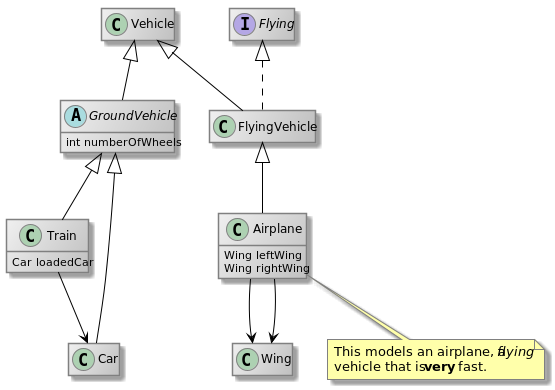 C Vehicle
I Flying
A GroundVehicle
int numberOfWheels
C FlyingVehicle
C Train
Car loadedCar
C Airplane
Wing leftWing
Wing rightWing
C Car
C Wing
This models an airplane, a flying
vehicle that is very fast.